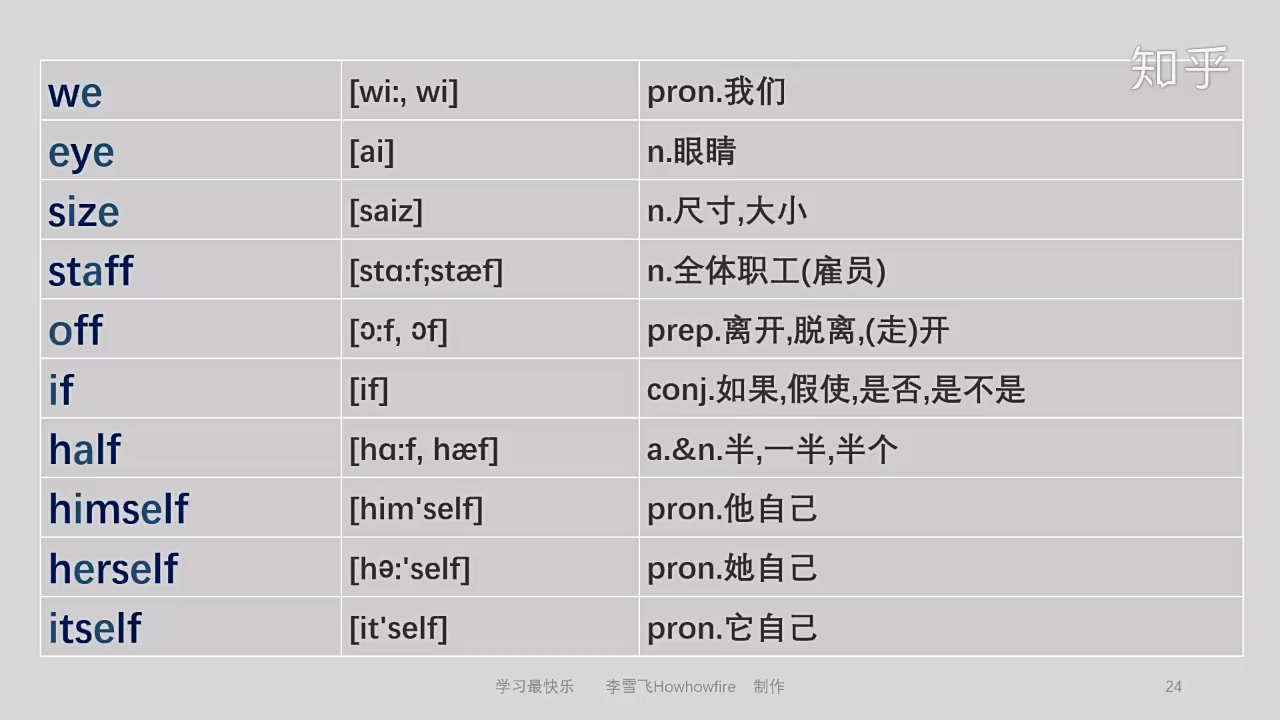 知乎
we [wi:, wi] pron.我们
eye [ai] n.眼睛
size [saiz] n.尺寸,大小
staff [stɑ:f;stæf] n.全体职工(雇员)
off [ɔ:f, ɔf] prep.离开,脱离,(走)开
if [if] conj.如果,假使,是否,是不是
half [hɑ:f, hæf] a.&n.半,一半,半个
himself [him'self] pron.他自己
herself [hə:'self] pron.她自己
itself [it'self] pron.它自己
学习最快乐 李雪飞Howhowfire 制作 24